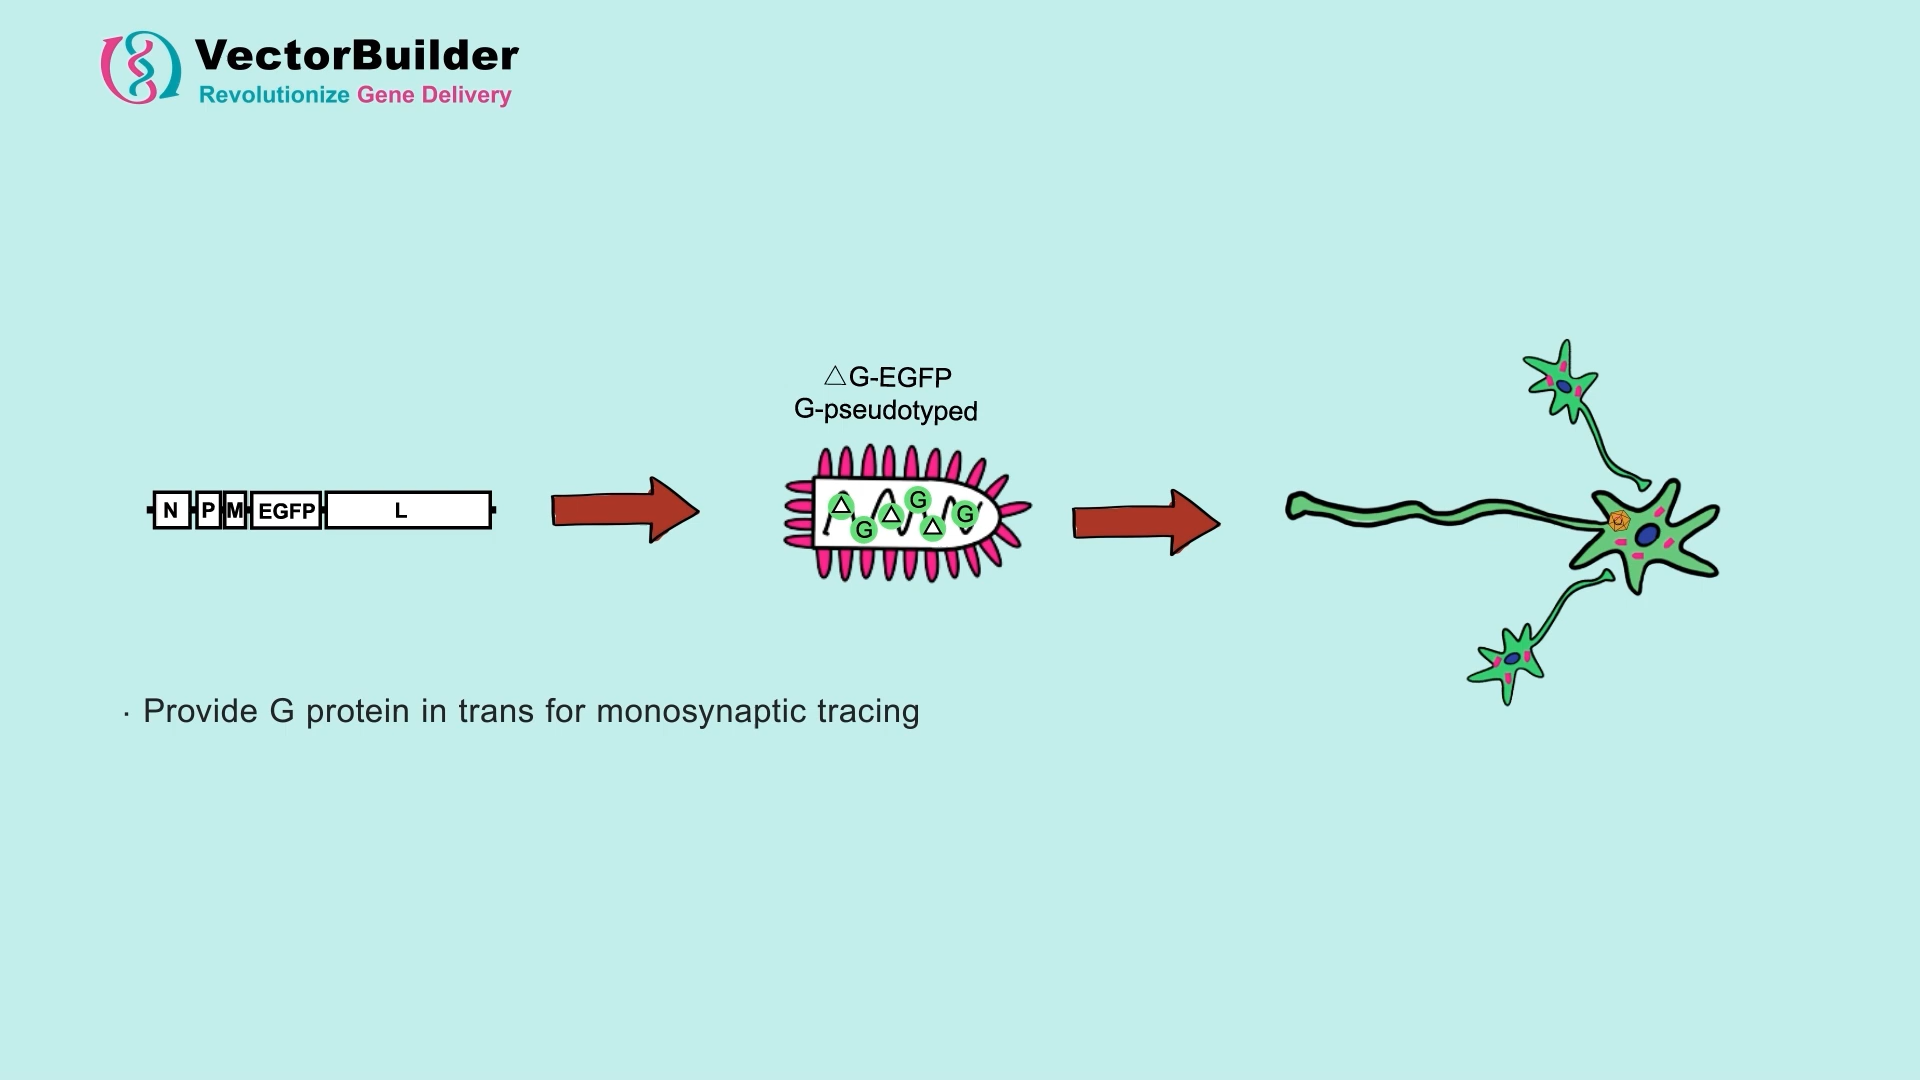 VectorBuilder
Revolutionize Gene Delivery
△G-EGFP
G-pseudotyped
N P M EGFP L
△ G △ G △ G
· Provide G protein in trans for monosynaptic tracing